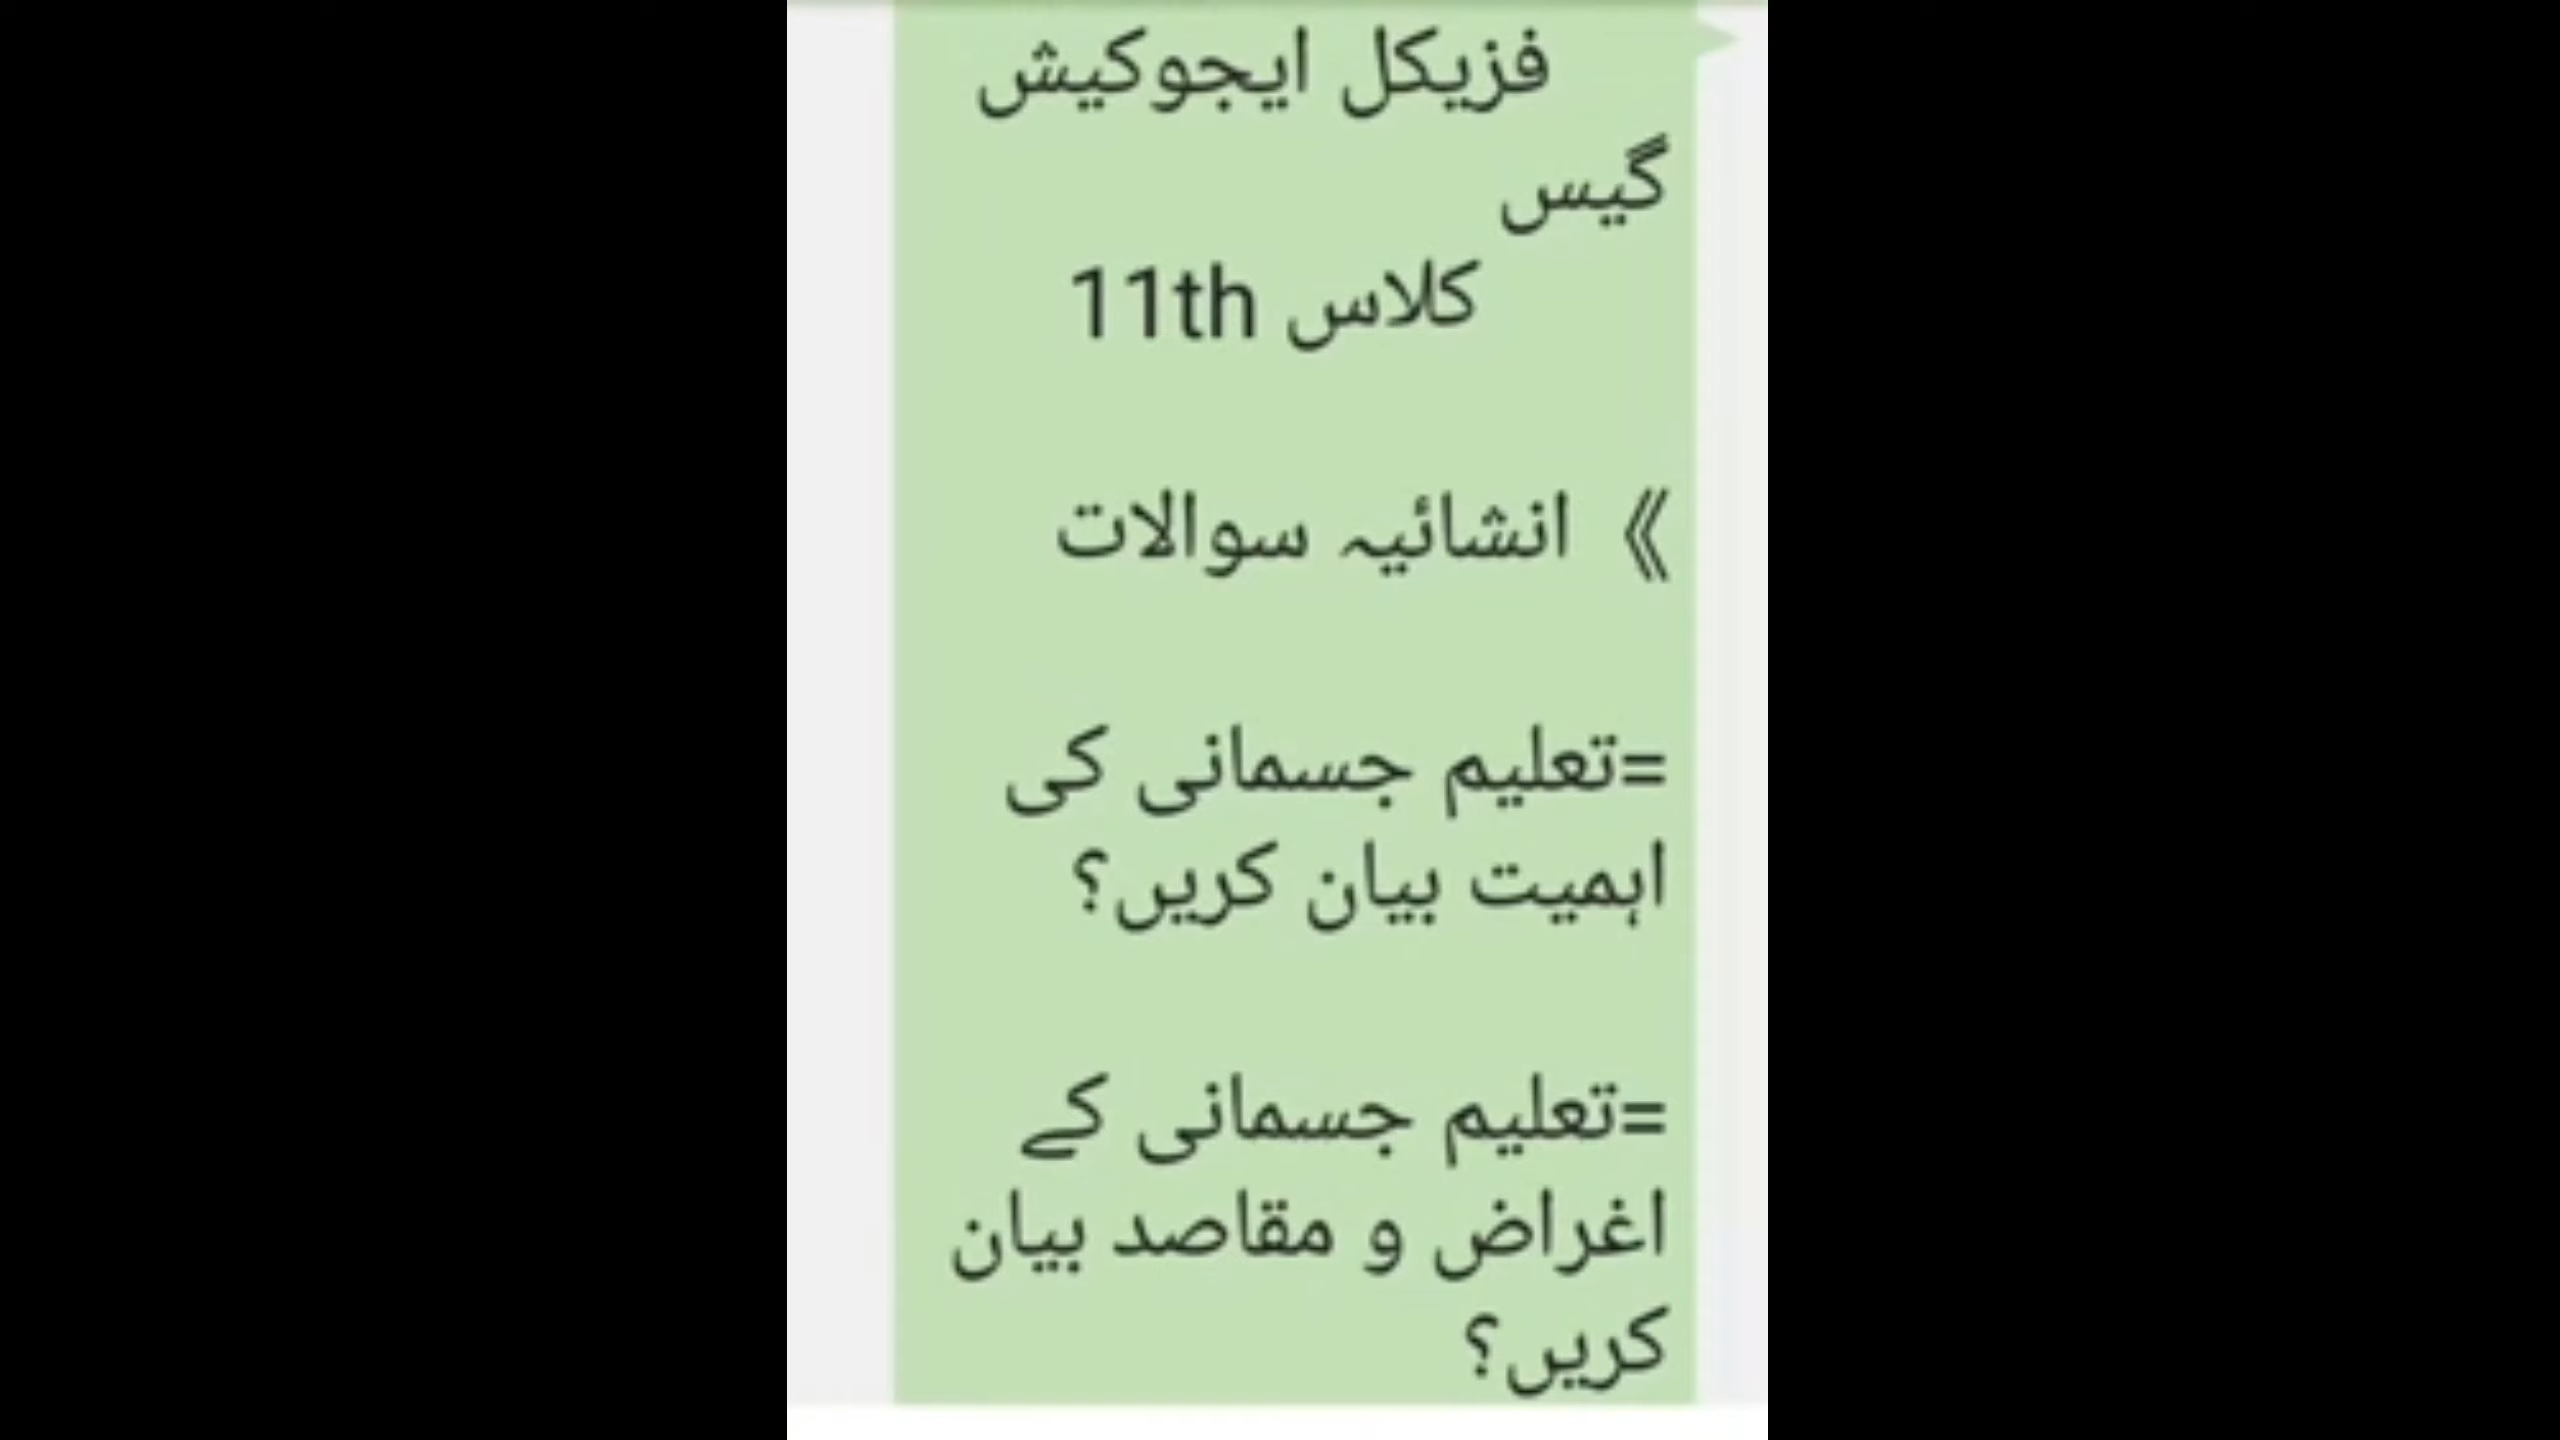 فزیکل ایجوکیش
گیس
کلاس 11th
》 انشائیہ سوالات
=تعلیم جسمانی کی
اہمیت بیان کریں؟
=تعلیم جسمانی کے
اغراض و مقاصد بیان
کریں؟